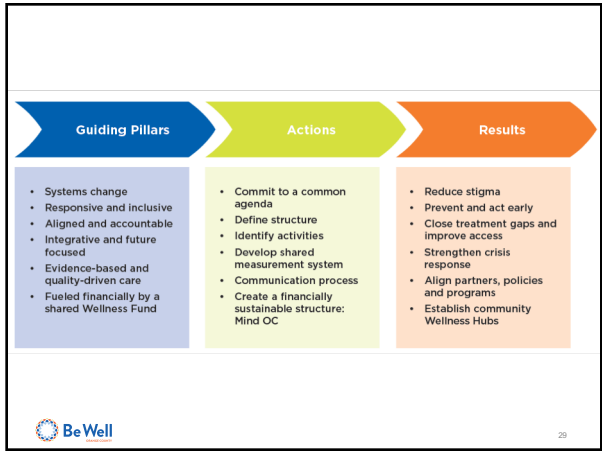 Guiding Pillars
Actions
Results
• Systems change
• Responsive and inclusive
• Aligned and accountable
• Integrative and future
focused
• Evidence-based and
quality-driven care
• Fueled financially by a
shared Wellness Fund
• Commit to a common
agenda
• Define structure
• Identify activities
• Develop shared
measurement system
• Communication process
• Create a financially
sustainable structure:
Mind OC
• Reduce stigma
• Prevent and act early
• Close treatment gaps and
improve access
• Strengthen crisis
response
• Align partners, policies
and programs
• Establish community
Wellness Hubs
Be Well
ORANGE COUNTY
29